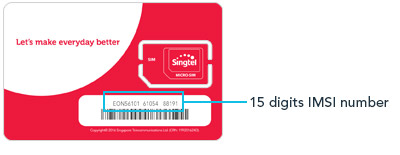 Let's make everyday better
SIM
Singtel
MICRO-SIM
EON56101 61054 88191
15 digits IMSI number